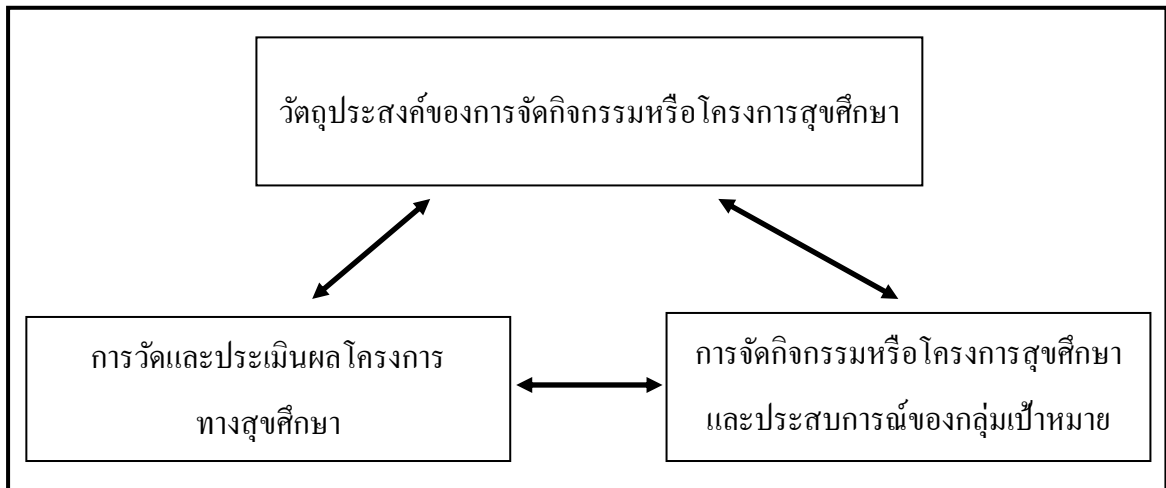 วัตถุประสงค์ของการจัดกิจกรรมหรือโครงการสุขศึกษา
การวัดและประเมินผลโครงการ
ทางสุขศึกษา
การจัดกิจกรรมหรือโครงการสุขศึกษา
และประสบการณ์ของกลุ่มเป้าหมาย